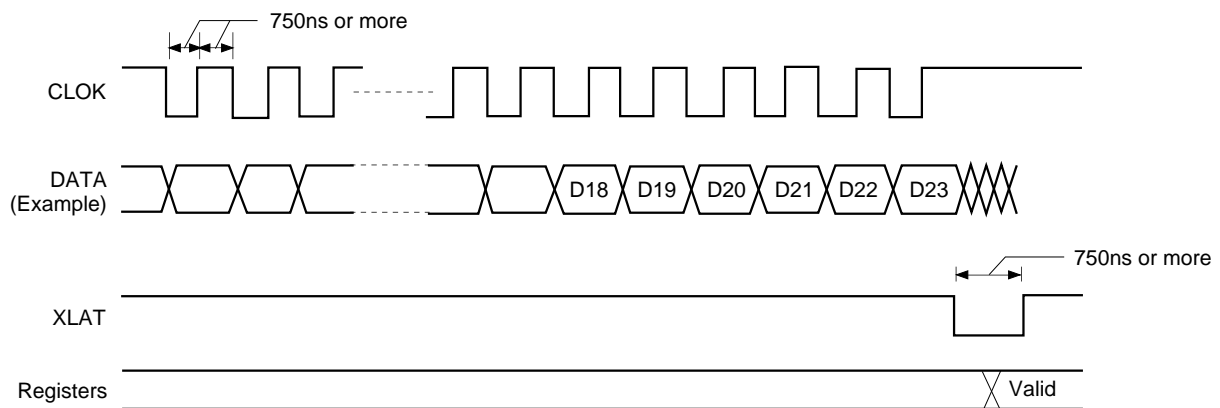 750ns or more
CLOK
DATA
(Example)
D18 D19 D20 D21 D22 D23
750ns or more
XLAT
Registers
Valid